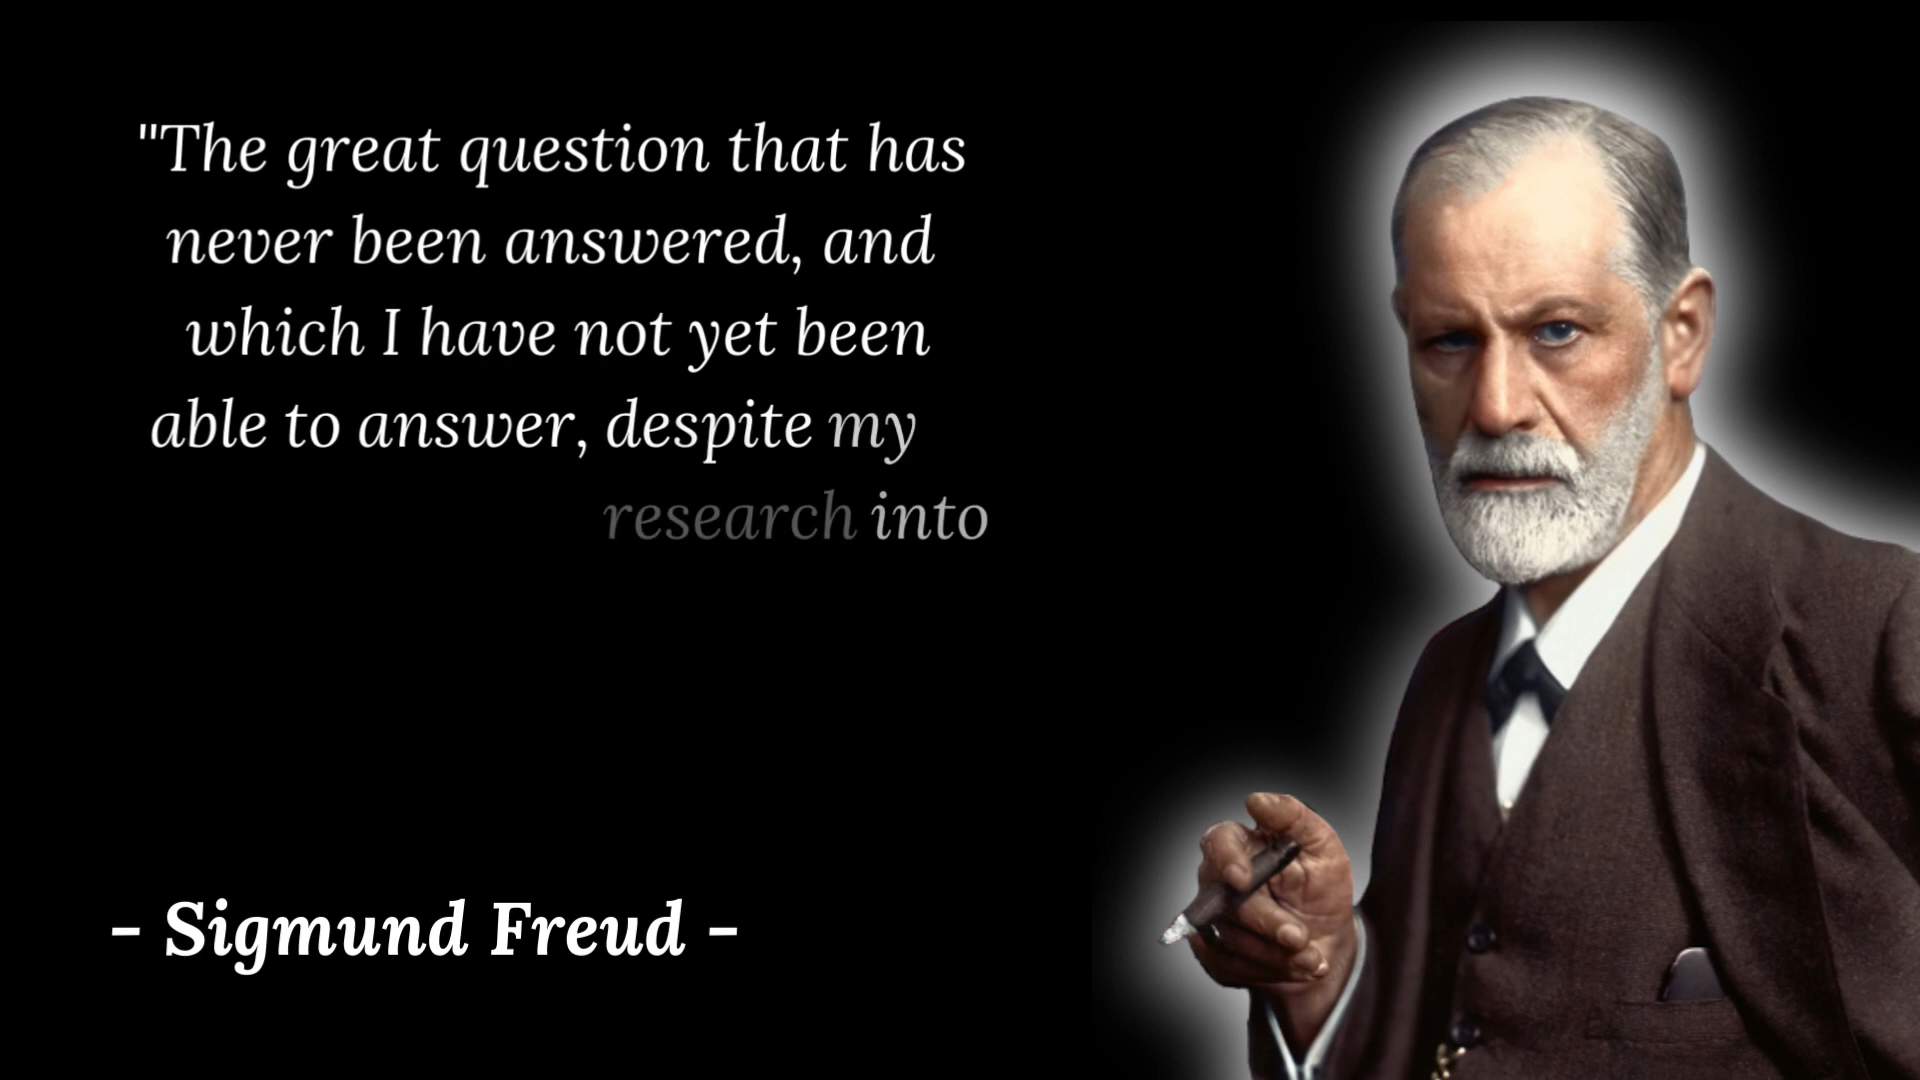 "The great question that has
never been answered, and
which I have not yet been
able to answer, despite my
research into
- Sigmund Freud -